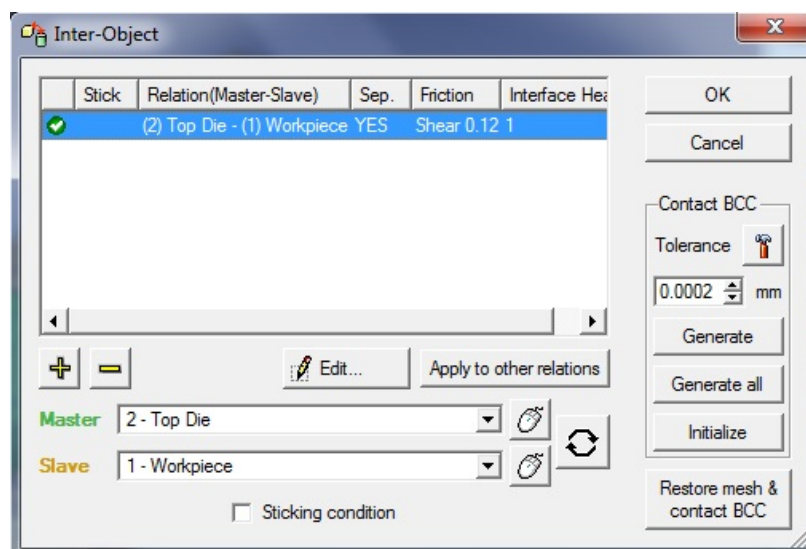 Inter-Object
Stick Relation(Master-Slave) Sep. Friction Interface Hea
(2) Top Die - (1) Workpiece YES Shear 0.12 1
OK
Cancel
Contact BCC
Tolerance
0.0002 mm
Generate
Generate all
Initialize
Restore mesh &
contact BCC
Edit...
Apply to other relations
Master 2 - Top Die
Slave 1 - Workpiece
Sticking condition